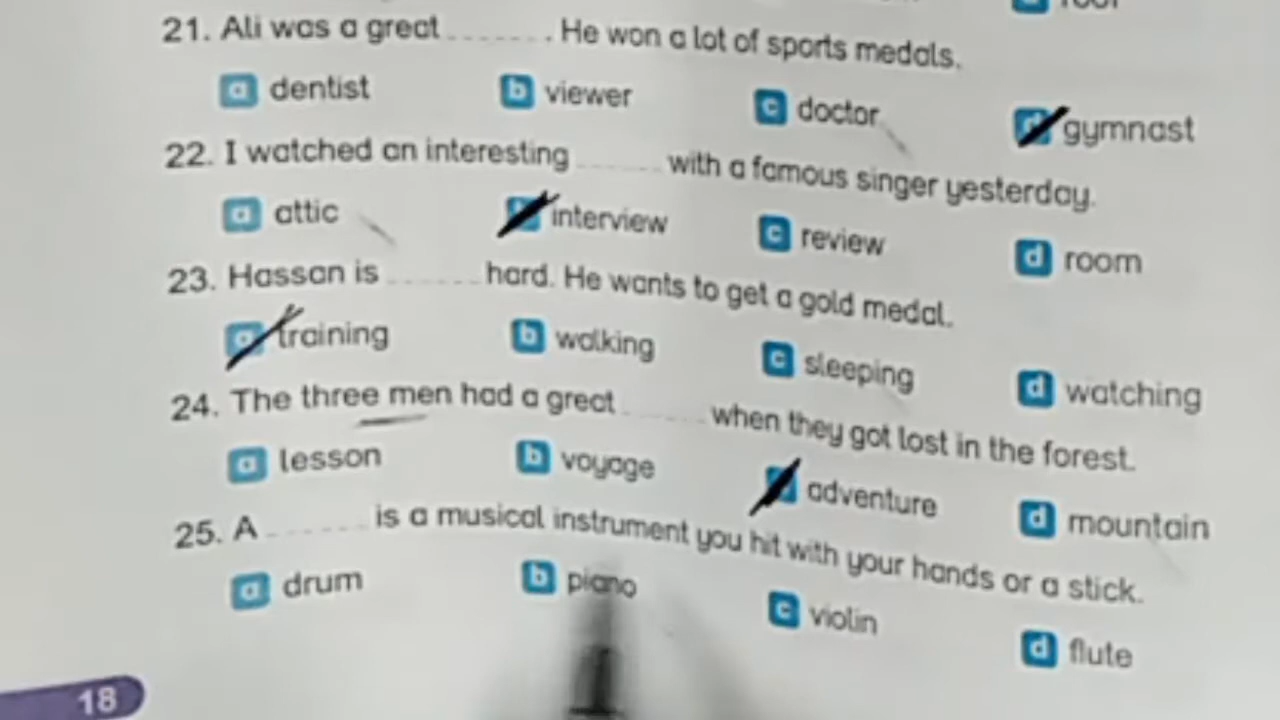 21. Ali was a great ........ . He won a lot of sports medals.
a dentist b viewer c doctor d gymnast
22. I watched an interesting ........ with a famous singer yesterday.
a attic interview c review d room
23. Hassan is ........ hard. He wants to get a gold medal.
a training b walking c sleeping d watching
24. The three men had a great ........ when they got lost in the forest.
a lesson b voyage adventure d mountain
25. A ........ is a musical instrument you hit with your hands or a stick.
a drum b piano c violin d flute
18